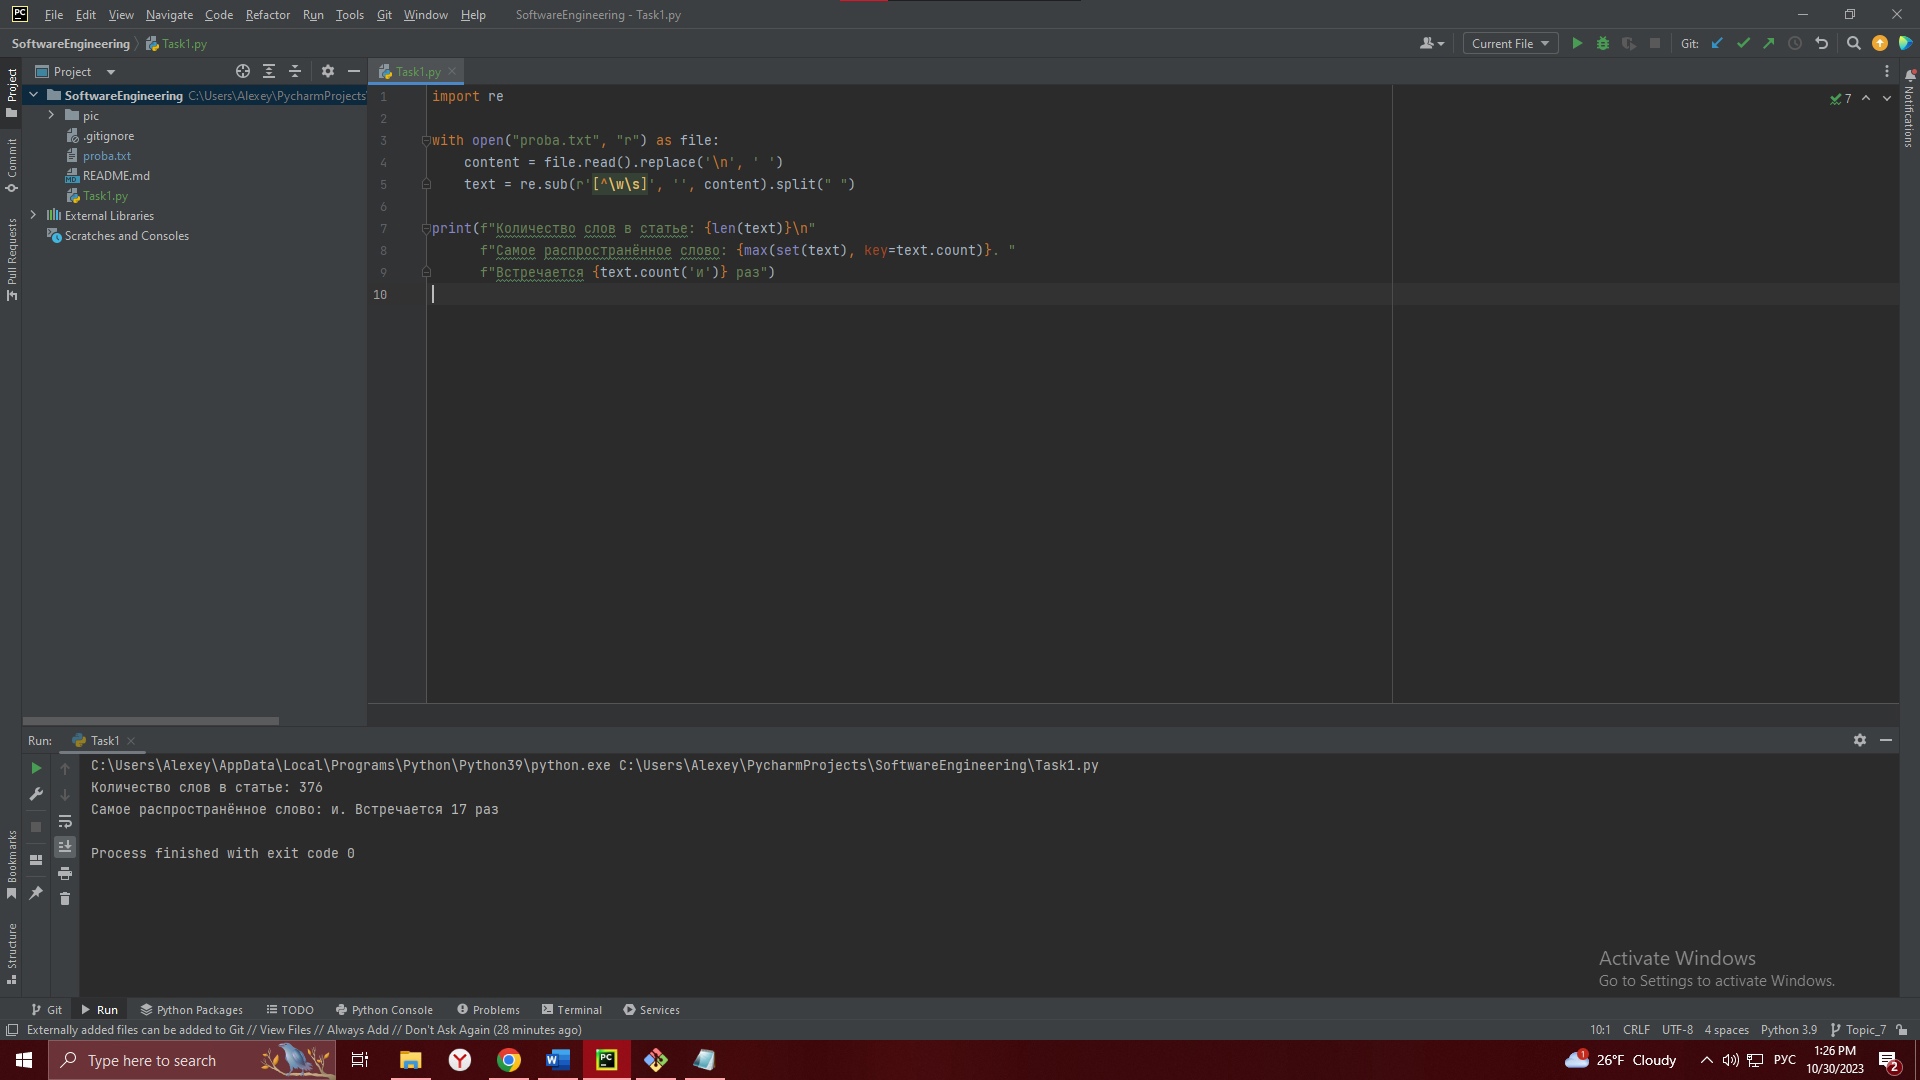 File Edit View Navigate Code Refactor Run Tools Git Window Help SoftwareEngineering - Task1.py
SoftwareEngineering Task1.py Current File Git:
Project
Task1.py
SoftwareEngineering C:\Users\Alexey\PycharmProjects
pic
.gitignore
proba.txt
README.md
Task1.py
External Libraries
Scratches and Consoles
Project
Commit
Pull Requests
Bookmarks
Structure
Notifications
7
1 import re
2
3 with open("proba.txt", "r") as file:
4 content = file.read().replace('\n', ' ')
5 text = re.sub(r'[^\w\s]', '', content).split(" ")
6
7 print(f"Количество слов в статье: {len(text)}\n"
8 f"Самое распространённое слово: {max(set(text), key=text.count)}. "
9 f"Встречается {text.count('и')} раз")
10
Run: Task1
C:\Users\Alexey\AppData\Local\Programs\Python\Python39\python.exe C:\Users\Alexey\PycharmProjects\SoftwareEngineering\Task1.py
Количество слов в статье: 376
Самое распространённое слово: и. Встречается 17 раз
Process finished with exit code 0
Activate Windows
Go to Settings to activate Windows.
Git Run Python Packages TODO Python Console Problems Terminal Services
Externally added files can be added to Git // View Files // Always Add // Don't Ask Again (28 minutes ago) 10:1 CRLF UTF-8 4 spaces Python 3.9 Topic_7
Type here to search
1 26°F Cloudy РУС
1:26 PM
10/30/2023
2